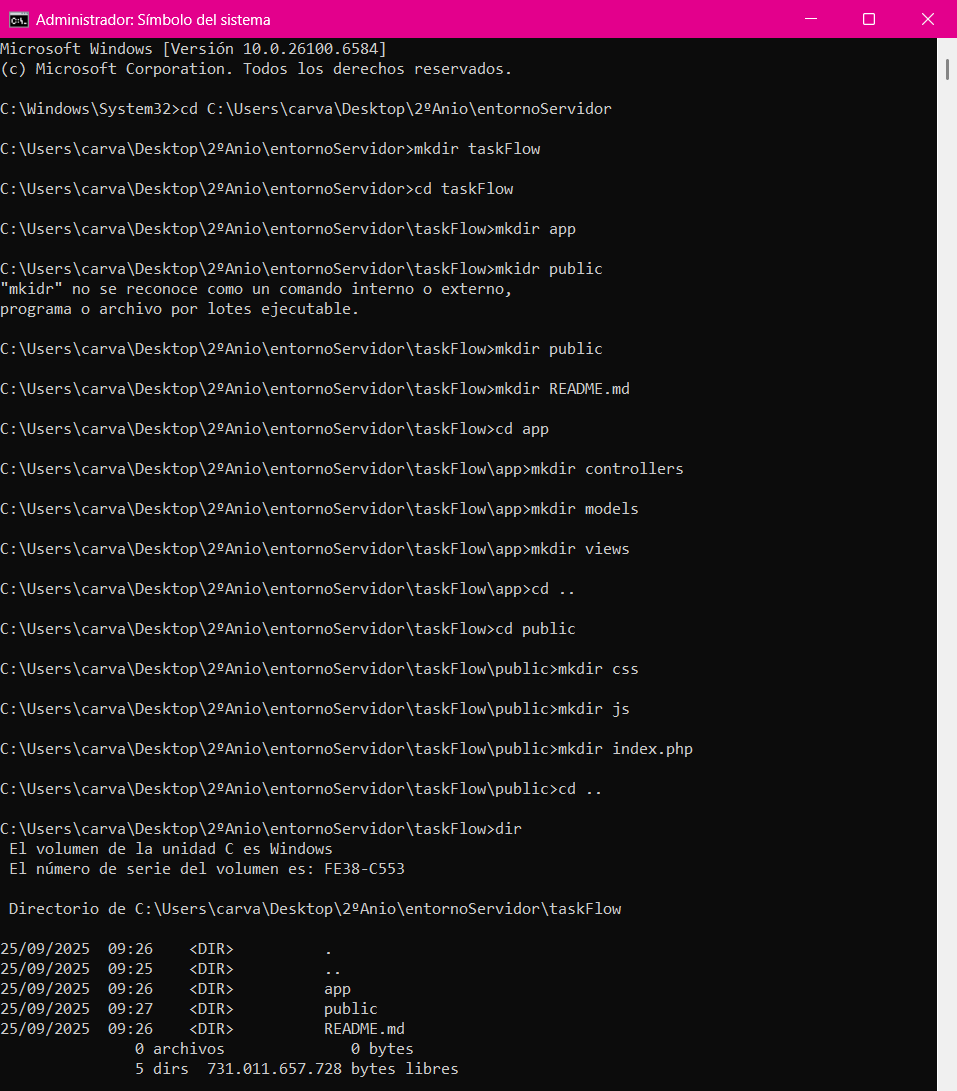 Administrador: Símbolo del sistema
Microsoft Windows [Versión 10.0.26100.6584]
(c) Microsoft Corporation. Todos los derechos reservados.
C:\Windows\System32>cd C:\Users\carva\Desktop\2ºAnio\entornoServidor
C:\Users\carva\Desktop\2ºAnio\entornoServidor>mkdir taskFlow
C:\Users\carva\Desktop\2ºAnio\entornoServidor>cd taskFlow
C:\Users\carva\Desktop\2ºAnio\entornoServidor\taskFlow>mkdir app
C:\Users\carva\Desktop\2ºAnio\entornoServidor\taskFlow>mkidr public
"mkidr" no se reconoce como un comando interno o externo,
programa o archivo por lotes ejecutable.
C:\Users\carva\Desktop\2ºAnio\entornoServidor\taskFlow>mkdir public
C:\Users\carva\Desktop\2ºAnio\entornoServidor\taskFlow>mkdir README.md
C:\Users\carva\Desktop\2ºAnio\entornoServidor\taskFlow>cd app
C:\Users\carva\Desktop\2ºAnio\entornoServidor\taskFlow\app>mkdir controllers
C:\Users\carva\Desktop\2ºAnio\entornoServidor\taskFlow\app>mkdir models
C:\Users\carva\Desktop\2ºAnio\entornoServidor\taskFlow\app>mkdir views
C:\Users\carva\Desktop\2ºAnio\entornoServidor\taskFlow\app>cd ..
C:\Users\carva\Desktop\2ºAnio\entornoServidor\taskFlow>cd public
C:\Users\carva\Desktop\2ºAnio\entornoServidor\taskFlow\public>mkdir css
C:\Users\carva\Desktop\2ºAnio\entornoServidor\taskFlow\public>mkdir js
C:\Users\carva\Desktop\2ºAnio\entornoServidor\taskFlow\public>mkdir index.php
C:\Users\carva\Desktop\2ºAnio\entornoServidor\taskFlow\public>cd ..
C:\Users\carva\Desktop\2ºAnio\entornoServidor\taskFlow>dir
El volumen de la unidad C es Windows
El número de serie del volumen es: FE38-C553
Directorio de C:\Users\carva\Desktop\2ºAnio\entornoServidor\taskFlow
25/09/2025  09:26    <DIR>          .
25/09/2025  09:25    <DIR>          ..
25/09/2025  09:26    <DIR>          app
25/09/2025  09:27    <DIR>          public
25/09/2025  09:26    <DIR>          README.md
0 archivos              0 bytes
5 dirs  731.011.657.728 bytes libres